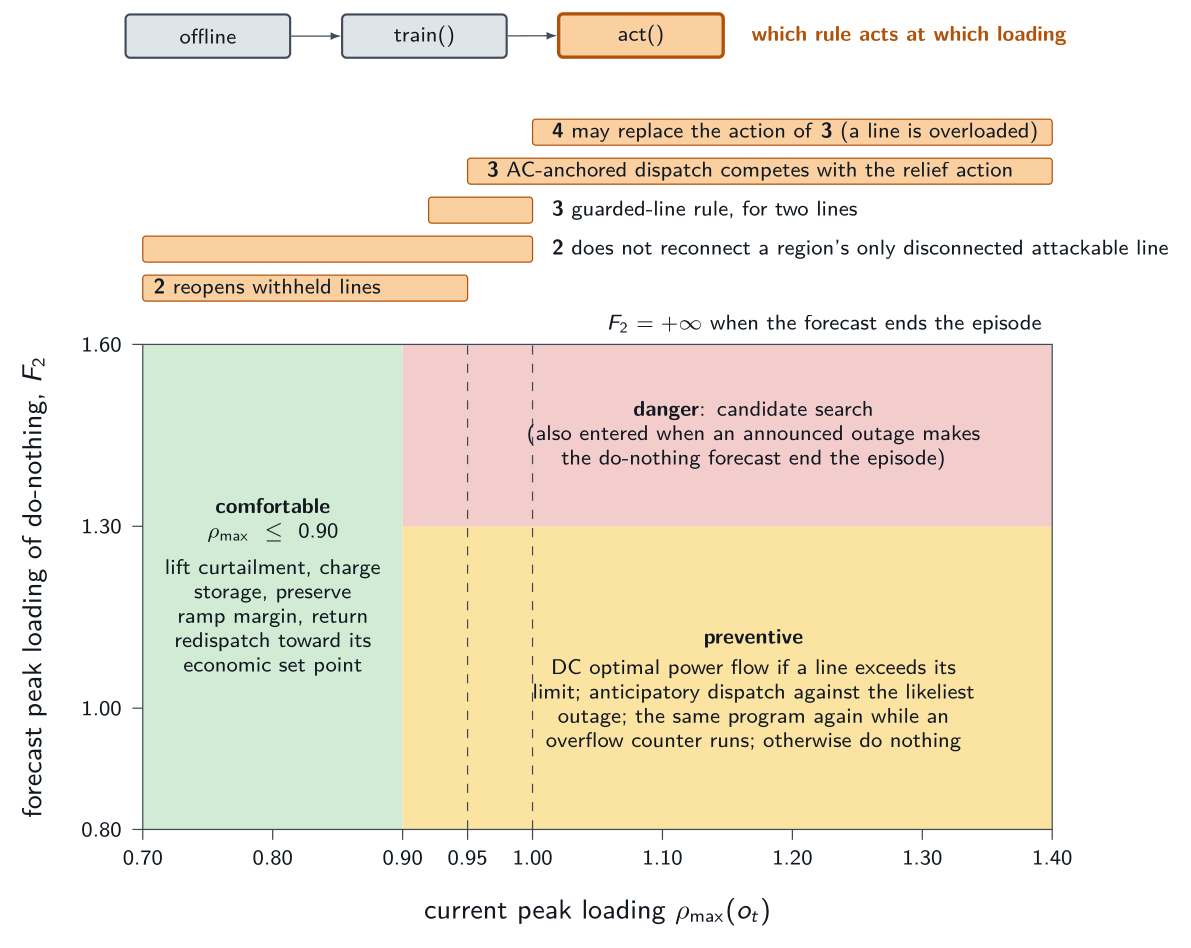 offline
train()
act()
which rule acts at which loading
4 may replace the action of 3 (a line is overloaded)
3 AC-anchored dispatch competes with the relief action
3 guarded-line rule, for two lines
2 does not reconnect a region's only disconnected attackable line
2 reopens withheld lines
F₂ = +∞ when the forecast ends the episode
forecast peak loading of do-nothing, F₂
1.60
1.30
1.00
0.80
danger: candidate search
(also entered when an announced outage makes
the do-nothing forecast end the episode)
comfortable
ρmax ≤ 0.90
lift curtailment, charge
storage, preserve
ramp margin, return
redispatch toward its
economic set point
preventive
DC optimal power flow if a line exceeds its
limit; anticipatory dispatch against the likeliest
outage; the same program again while an
overflow counter runs; otherwise do nothing
0.70
0.80
0.90
0.95
1.00
1.10
1.20
1.30
1.40
current peak loading ρmax(oₜ)